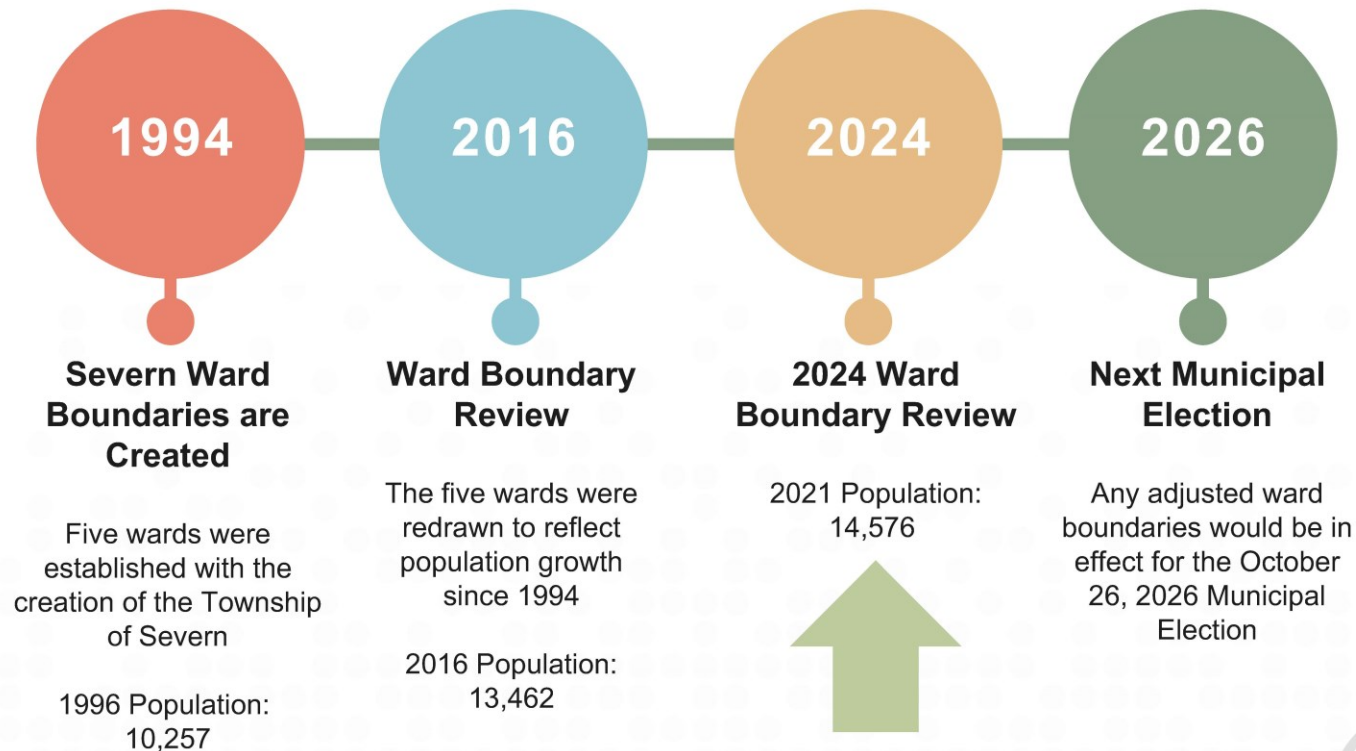 1994
Severn Ward
Boundaries are
Created
Five wards were
established with the
creation of the Township
of Severn
1996 Population:
10,257
2016
Ward Boundary
Review
The five wards were
redrawn to reflect
population growth
since 1994
2016 Population:
13,462
2024
2024 Ward
Boundary Review
2021 Population:
14,576
2026
Next Municipal
Election
Any adjusted ward
boundaries would be in
effect for the October
26, 2026 Municipal
Election